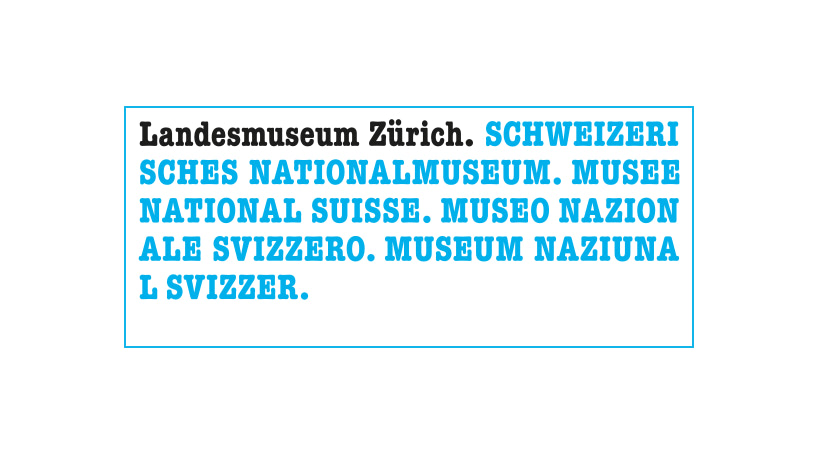 Landesmuseum Zürich. SCHWEIZERI
SCHES NATIONALMUSEUM. MUSEE
NATIONAL SUISSE. MUSEO NAZION
ALE SVIZZERO. MUSEUM NAZIUNA
L SVIZZER.